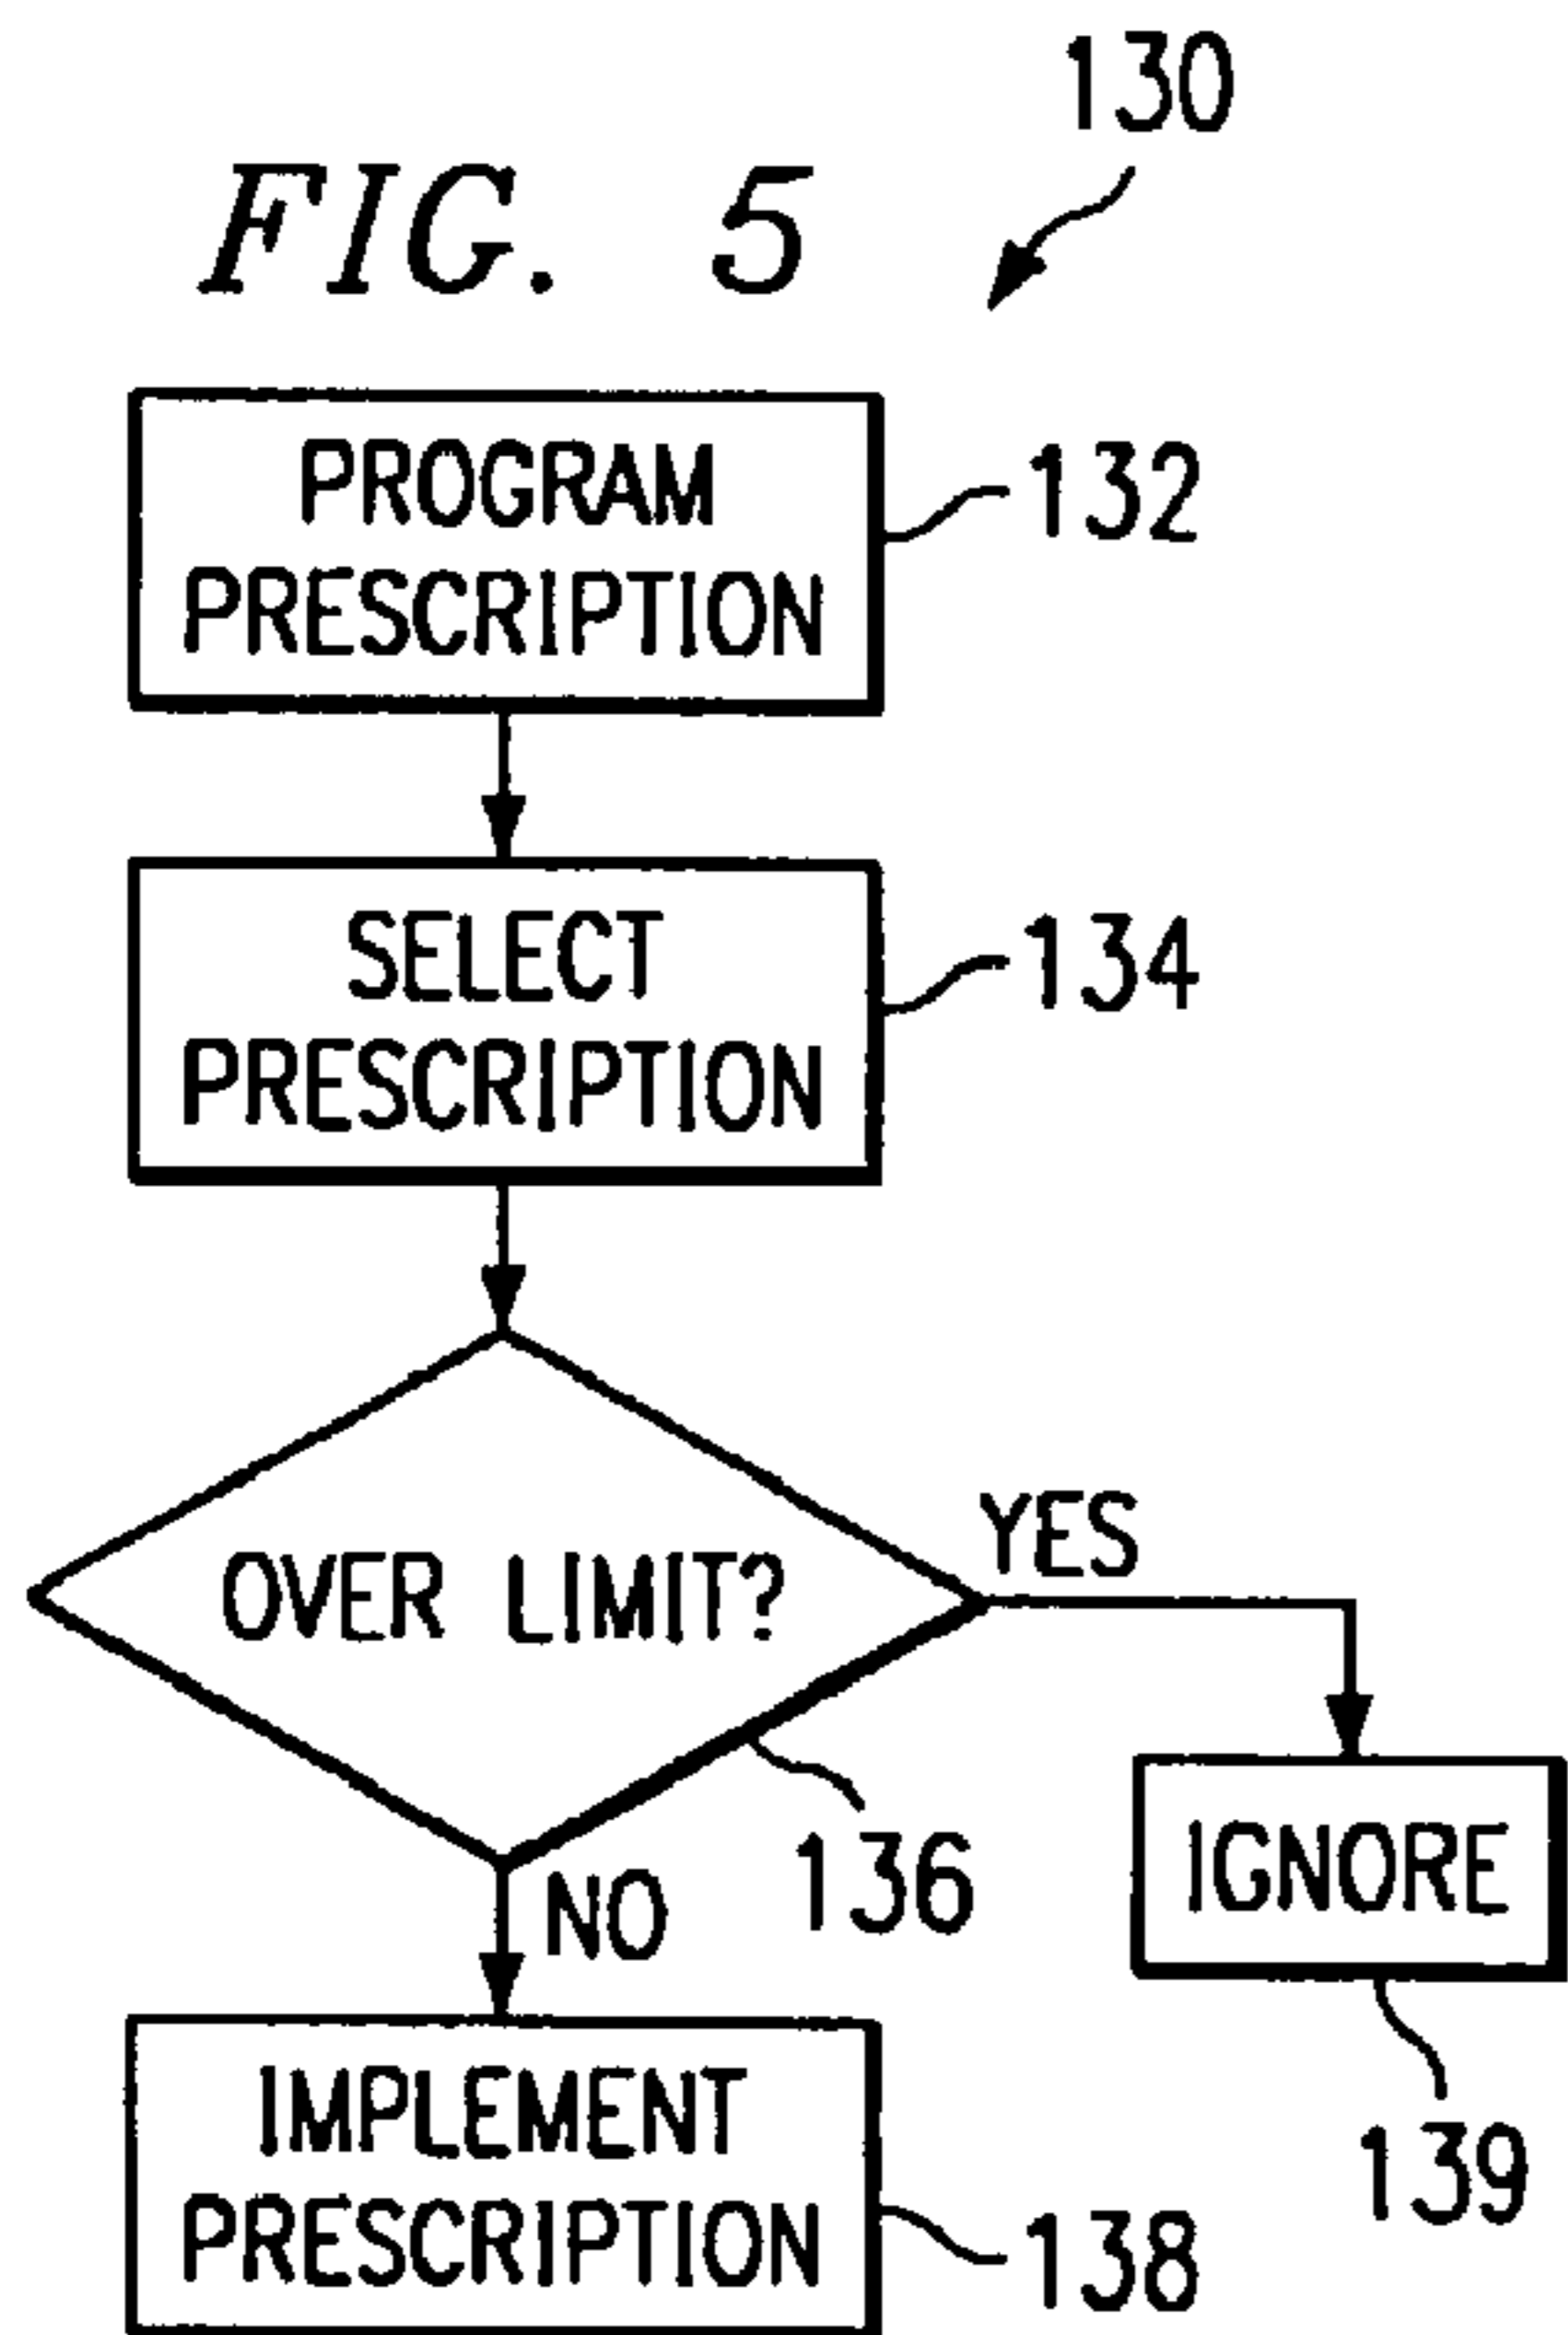 130
FIG. 5
PROGRAM
PRESCRIPTION
132
SELECT
PRESCRIPTION
134
OVER LIMIT?
YES
136
NO
IGNORE
139
IMPLEMENT
PRESCRIPTION
138